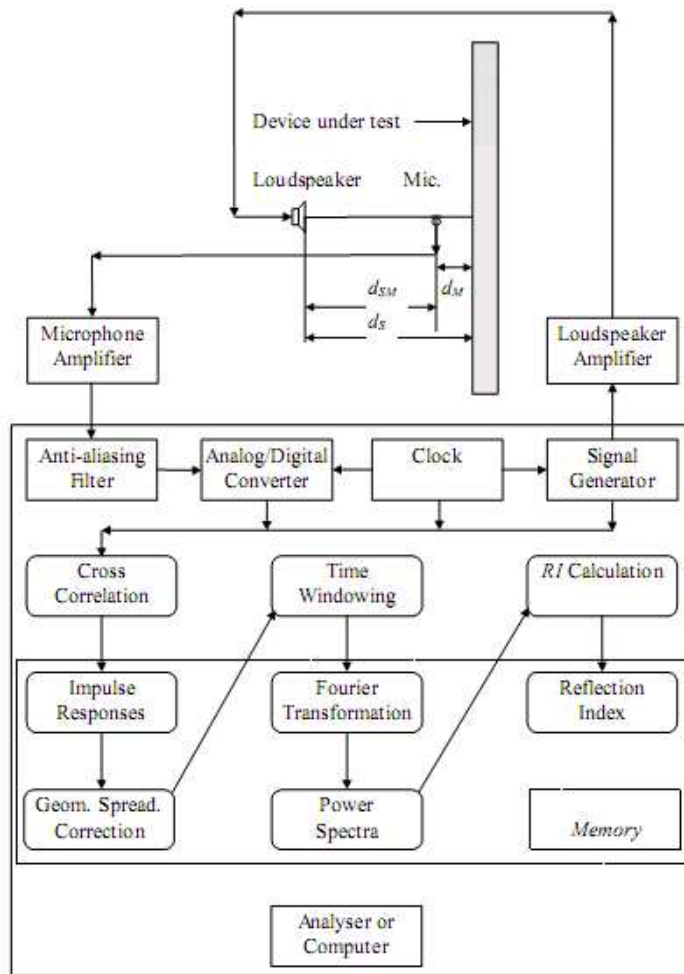 Device under test
Loudspeaker Mic.
d_SM d_M
d_S
Microphone
Amplifier
Loudspeaker
Amplifier
Anti-aliasing
Filter
Analog/Digital
Converter
Clock
Signal
Generator
Cross
Correlation
Time
Windowing
RI Calculation
Impulse
Responses
Fourier
Transformation
Reflection
Index
Geom. Spread.
Correction
Power
Spectra
Memory
Analyser or
Computer